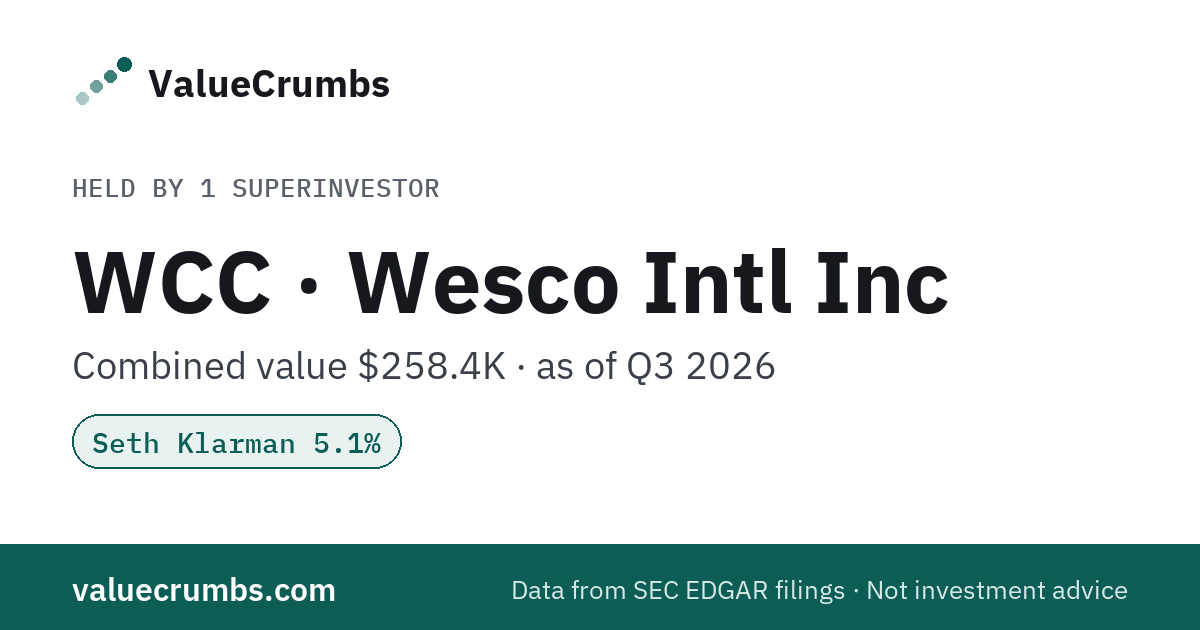 ValueCrumbs
HELD BY 1 SUPERINVESTOR
WCC · Wesco Intl Inc
Combined value $258.4K · as of Q3 2026
Seth Klarman 5.1%
valuecrumbs.com
Data from SEC EDGAR filings · Not investment advice